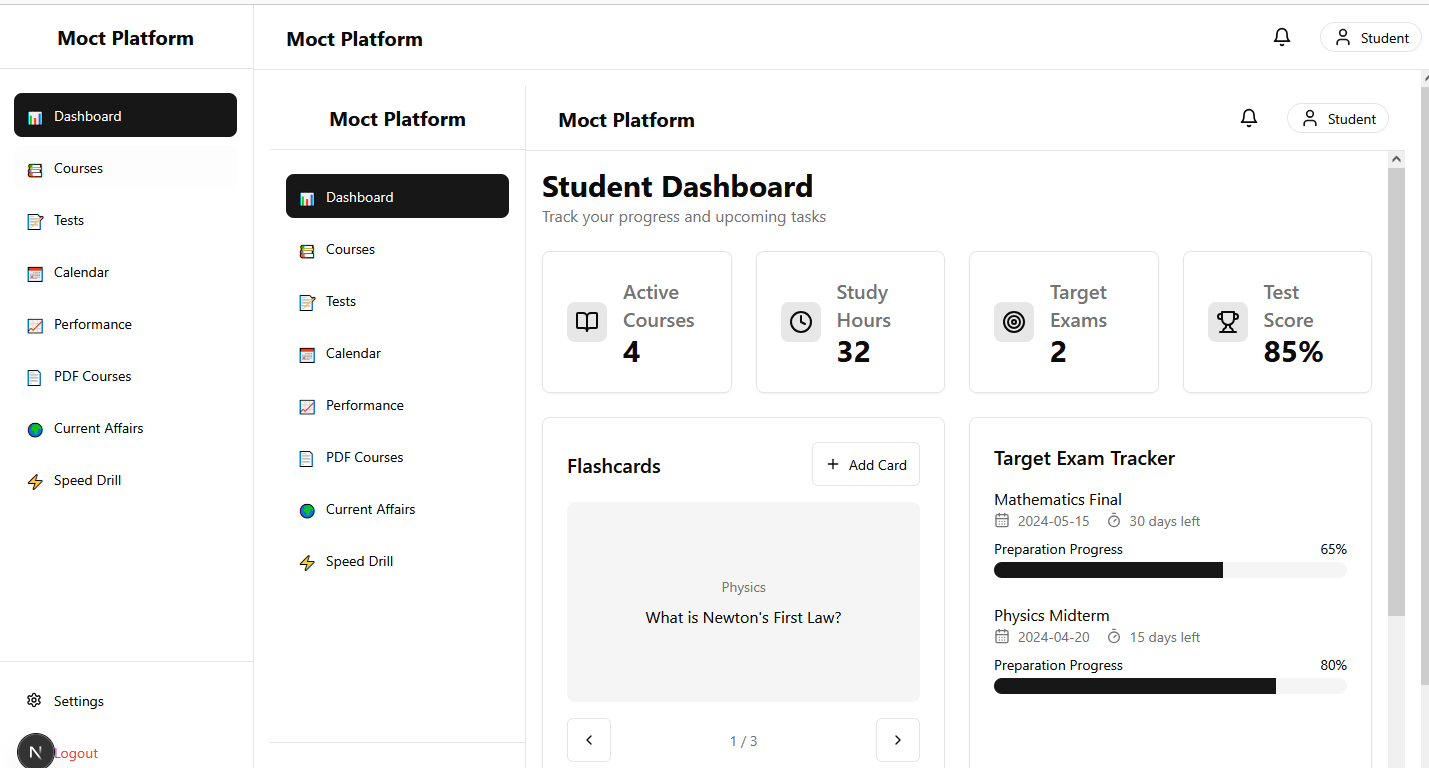 Moct Platform
Dashboard
Courses
Tests
Calendar
Performance
PDF Courses
Current Affairs
Speed Drill
Settings
N
Logout
Moct Platform
Student
Moct Platform
Dashboard
Courses
Tests
Calendar
Performance
PDF Courses
Current Affairs
Speed Drill
Moct Platform
Student
Student Dashboard
Track your progress and upcoming tasks
Active
Courses
4
Study
Hours
32
Target
Exams
2
Test
Score
85%
Flashcards
Add Card
Physics
What is Newton's First Law?
1 / 3
Target Exam Tracker
Mathematics Final
2024-05-15 30 days left
Preparation Progress 65%
Physics Midterm
2024-04-20 15 days left
Preparation Progress 80%